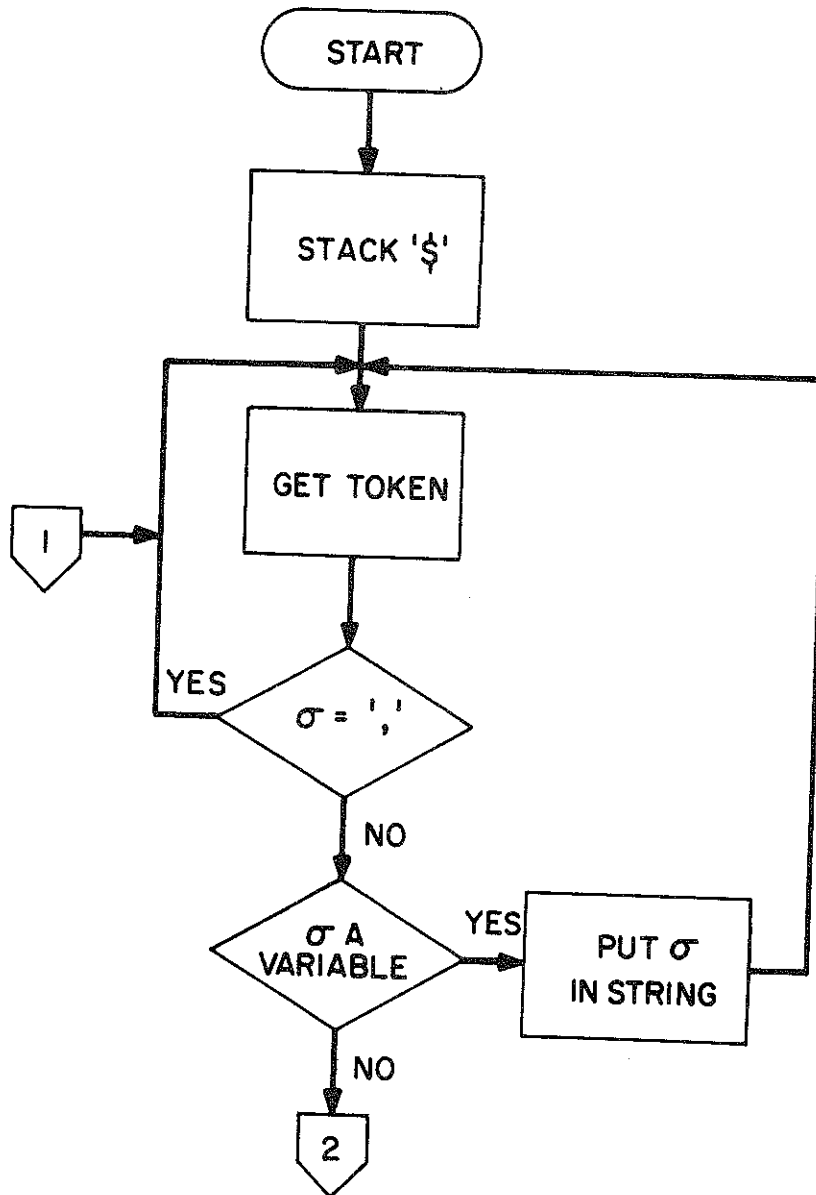 START
STACK '$'
GET TOKEN
1
YES
σ = ','
NO
σ A
VARIABLE
YES
PUT σ
IN STRING
NO
2